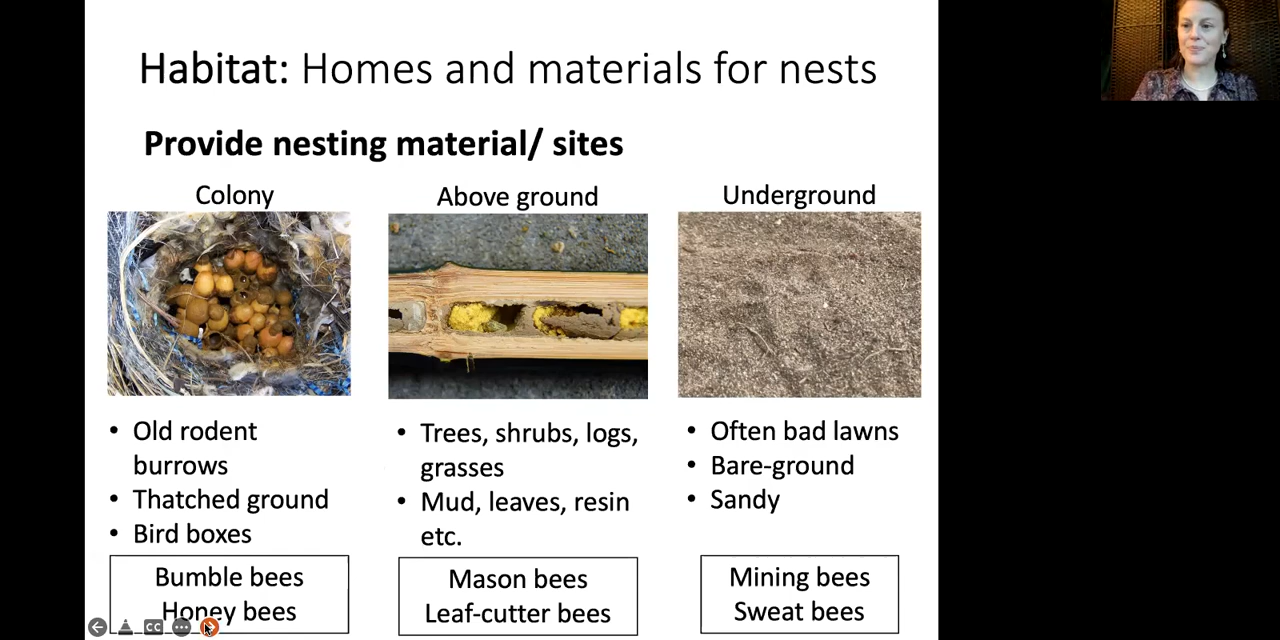 Habitat: Homes and materials for nests
Provide nesting material/ sites
Colony
• Old rodent
burrows
• Thatched ground
• Bird boxes
Bumble bees
Honey bees
Above ground
• Trees, shrubs, logs,
grasses
• Mud, leaves, resin
etc.
Mason bees
Leaf-cutter bees
Underground
• Often bad lawns
• Bare-ground
• Sandy
Mining bees
Sweat bees
CC